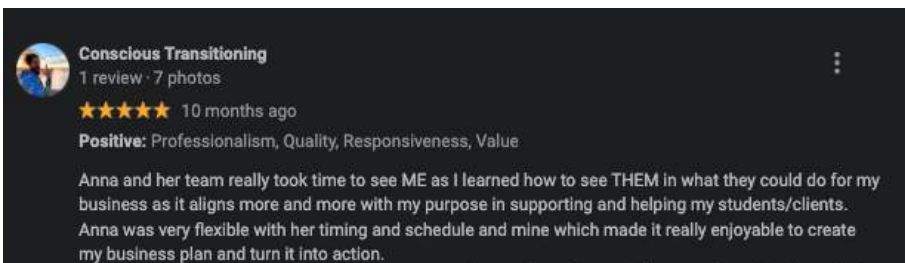 Conscious Transitioning
1 review · 7 photos
10 months ago
Positive: Professionalism, Quality, Responsiveness, Value
Anna and her team really took time to see ME as I learned how to see THEM in what they could do for my
business as it aligns more and more with my purpose in supporting and helping my students/clients.
Anna was very flexible with her timing and schedule and mine which made it really enjoyable to create
my business plan and turn it into action.